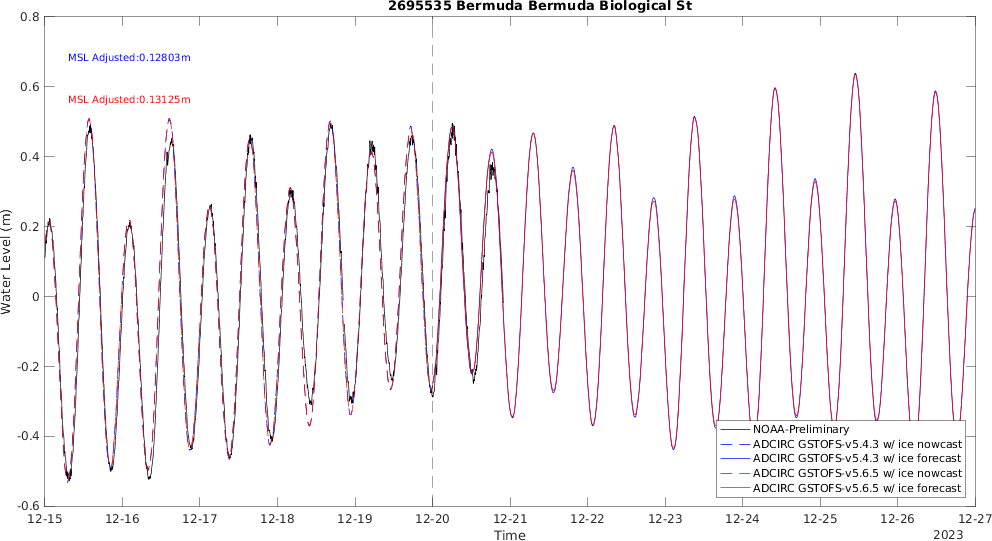 2695535 Bermuda Bermuda Biological St
0.8
0.6
0.4
0.2
0
-0.2
-0.4
-0.6
Water Level (m)
MSL Adjusted:0.12803m
MSL Adjusted:0.13125m
NOAA-Preliminary
ADCIRC GSTOFS-v5.4.3 w/ ice nowcast
ADCIRC GSTOFS-v5.4.3 w/ ice forecast
ADCIRC GSTOFS-v5.6.5 w/ ice nowcast
ADCIRC GSTOFS-v5.6.5 w/ ice forecast
12-15 12-16 12-17 12-18 12-19 12-20 12-21 12-22 12-23 12-24 12-25 12-26 12-27
Time
2023